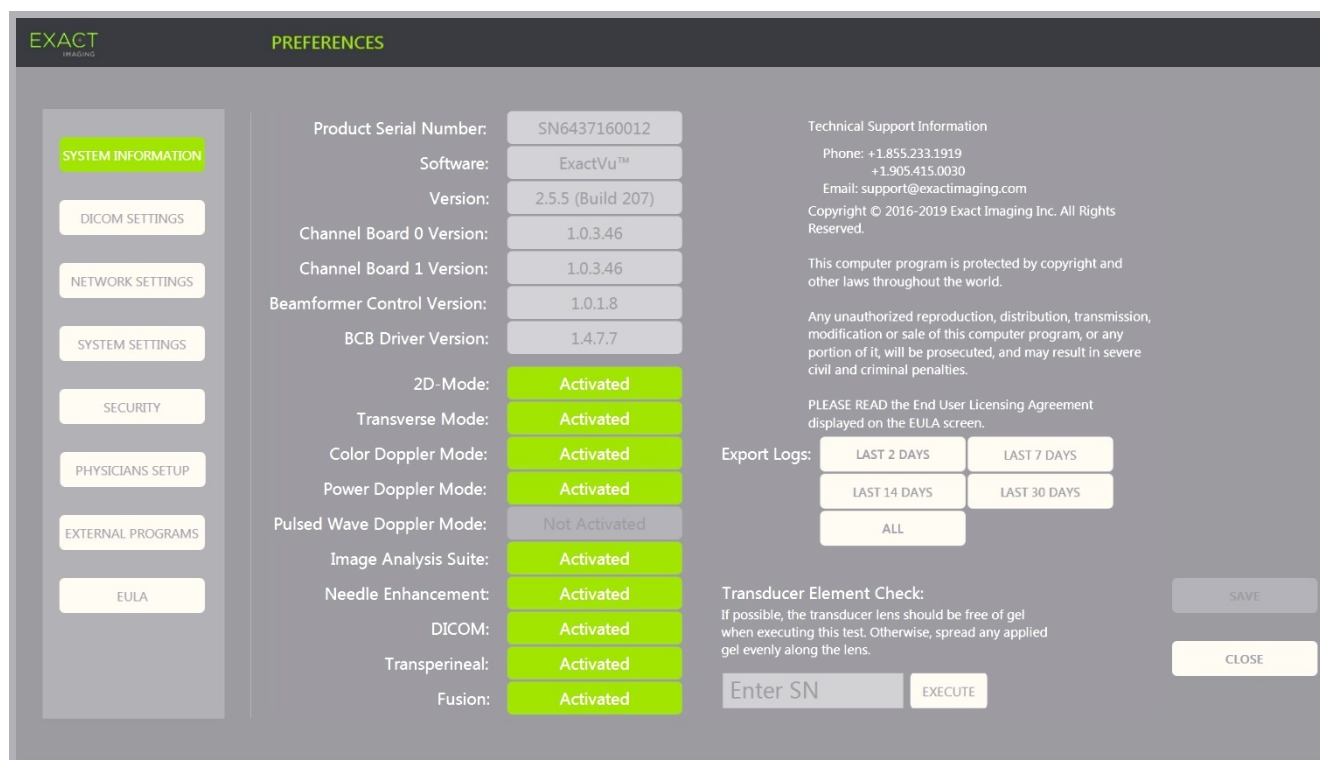 EXACT
IMAGING
PREFERENCES
SYSTEM INFORMATION
DICOM SETTINGS
NETWORK SETTINGS
SYSTEM SETTINGS
SECURITY
PHYSICIANS SETUP
EXTERNAL PROGRAMS
EULA
Product Serial Number: SN6437160012
Software: ExactVu™
Version: 2.5.5 (Build 207)
Channel Board 0 Version: 1.0.3.46
Channel Board 1 Version: 1.0.3.46
Beamformer Control Version: 1.0.1.8
BCB Driver Version: 1.4.7.7
2D-Mode: Activated
Transverse Mode: Activated
Color Doppler Mode: Activated
Power Doppler Mode: Activated
Pulsed Wave Doppler Mode: Not Activated
Image Analysis Suite: Activated
Needle Enhancement: Activated
DICOM: Activated
Transperineal: Activated
Fusion: Activated
Technical Support Information
Phone: +1.855.233.1919
+1.905.415.0030
Email: support@exactimaging.com
Copyright © 2016-2019 Exact Imaging Inc. All Rights
Reserved.
This computer program is protected by copyright and
other laws throughout the world.
Any unauthorized reproduction, distribution, transmission,
modification or sale of this computer program, or any
portion of it, will be prosecuted, and may result in severe
civil and criminal penalties.
PLEASE READ the End User Licensing Agreement
displayed on the EULA screen.
Export Logs: LAST 2 DAYS LAST 7 DAYS
LAST 14 DAYS LAST 30 DAYS
ALL
Transducer Element Check:
If possible, the transducer lens should be free of gel
when executing this test. Otherwise, spread any applied
gel evenly along the lens.
Enter SN EXECUTE
SAVE
CLOSE